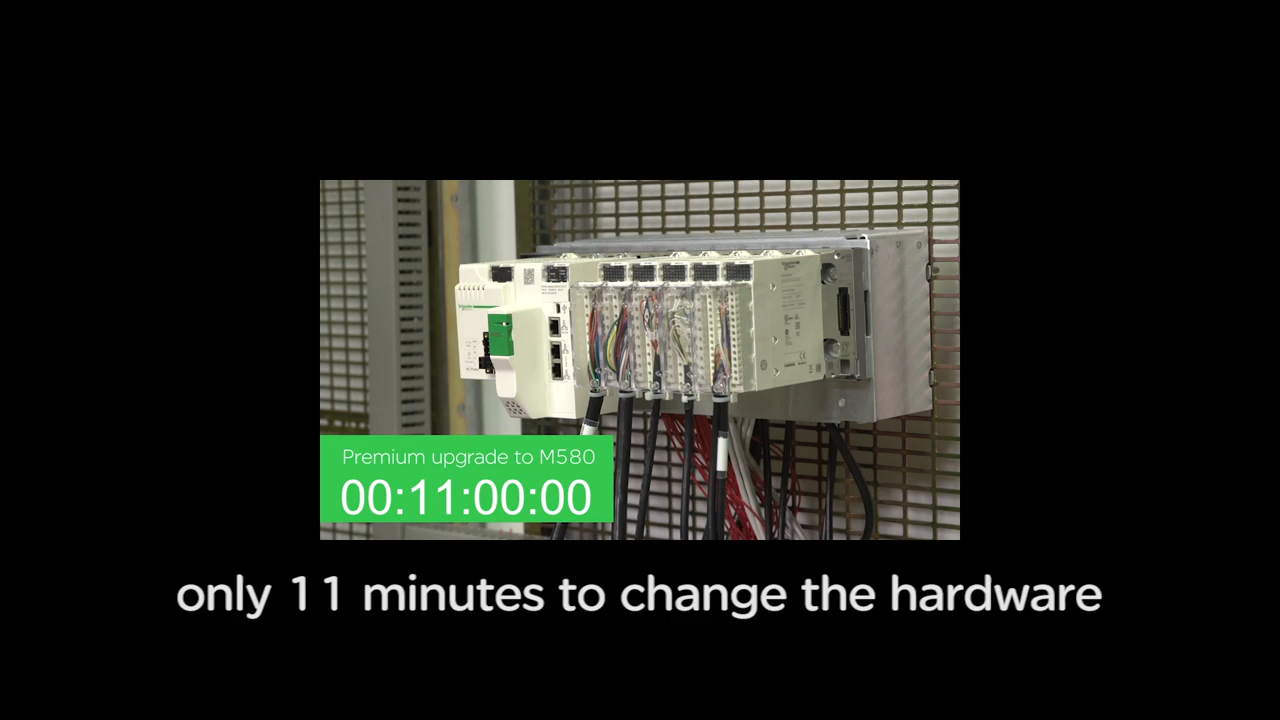 Premium upgrade to M580
00:11:00:00
only 11 minutes to change the hardware